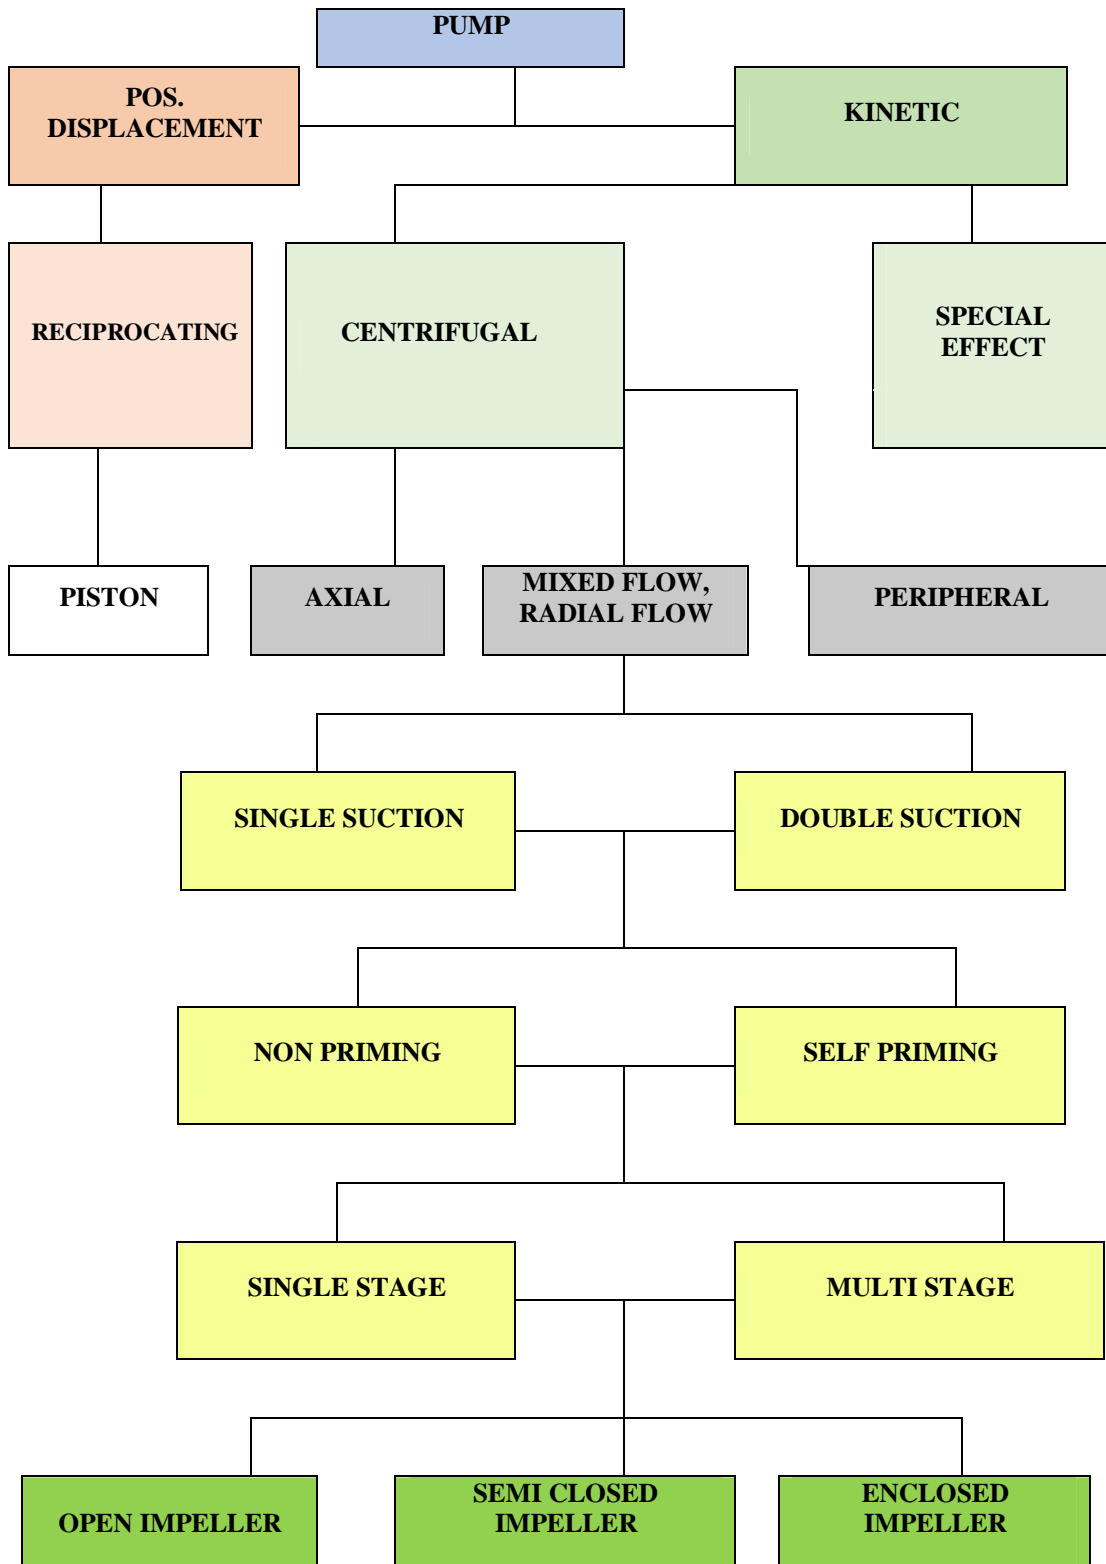 PUMP
POS.
DISPLACEMENT
KINETIC
RECIPROCATING
CENTRIFUGAL
SPECIAL
EFFECT
PISTON
AXIAL
MIXED FLOW,
RADIAL FLOW
PERIPHERAL
SINGLE SUCTION
DOUBLE SUCTION
NON PRIMING
SELF PRIMING
SINGLE STAGE
MULTI STAGE
OPEN IMPELLER
SEMI CLOSED
IMPELLER
ENCLOSED
IMPELLER